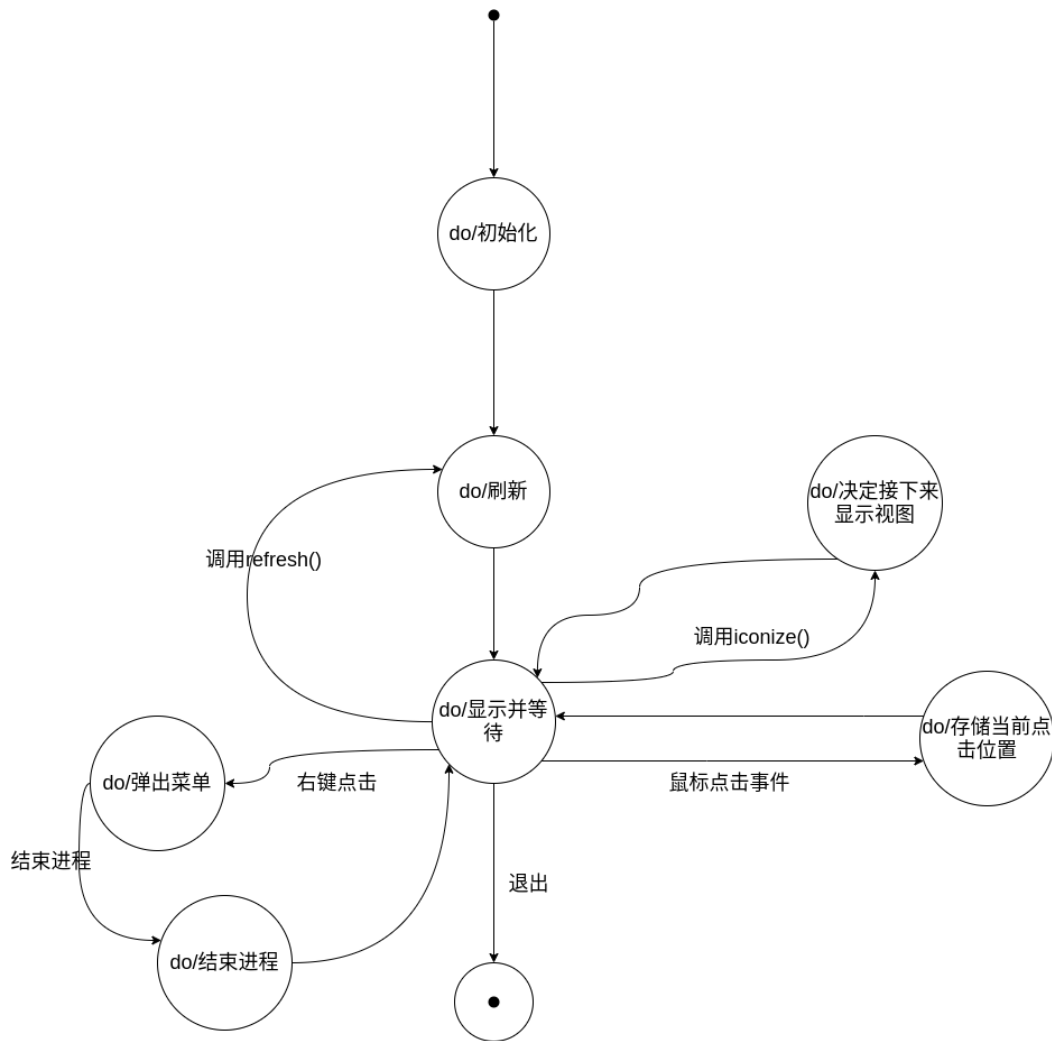 do/初始化
do/刷新
do/决定接下来
显示视图
调用refresh()
调用iconize()
do/显示并等
待
do/存储当前点
击位置
do/弹出菜单
右键点击
鼠标点击事件
结束进程
退出
do/结束进程